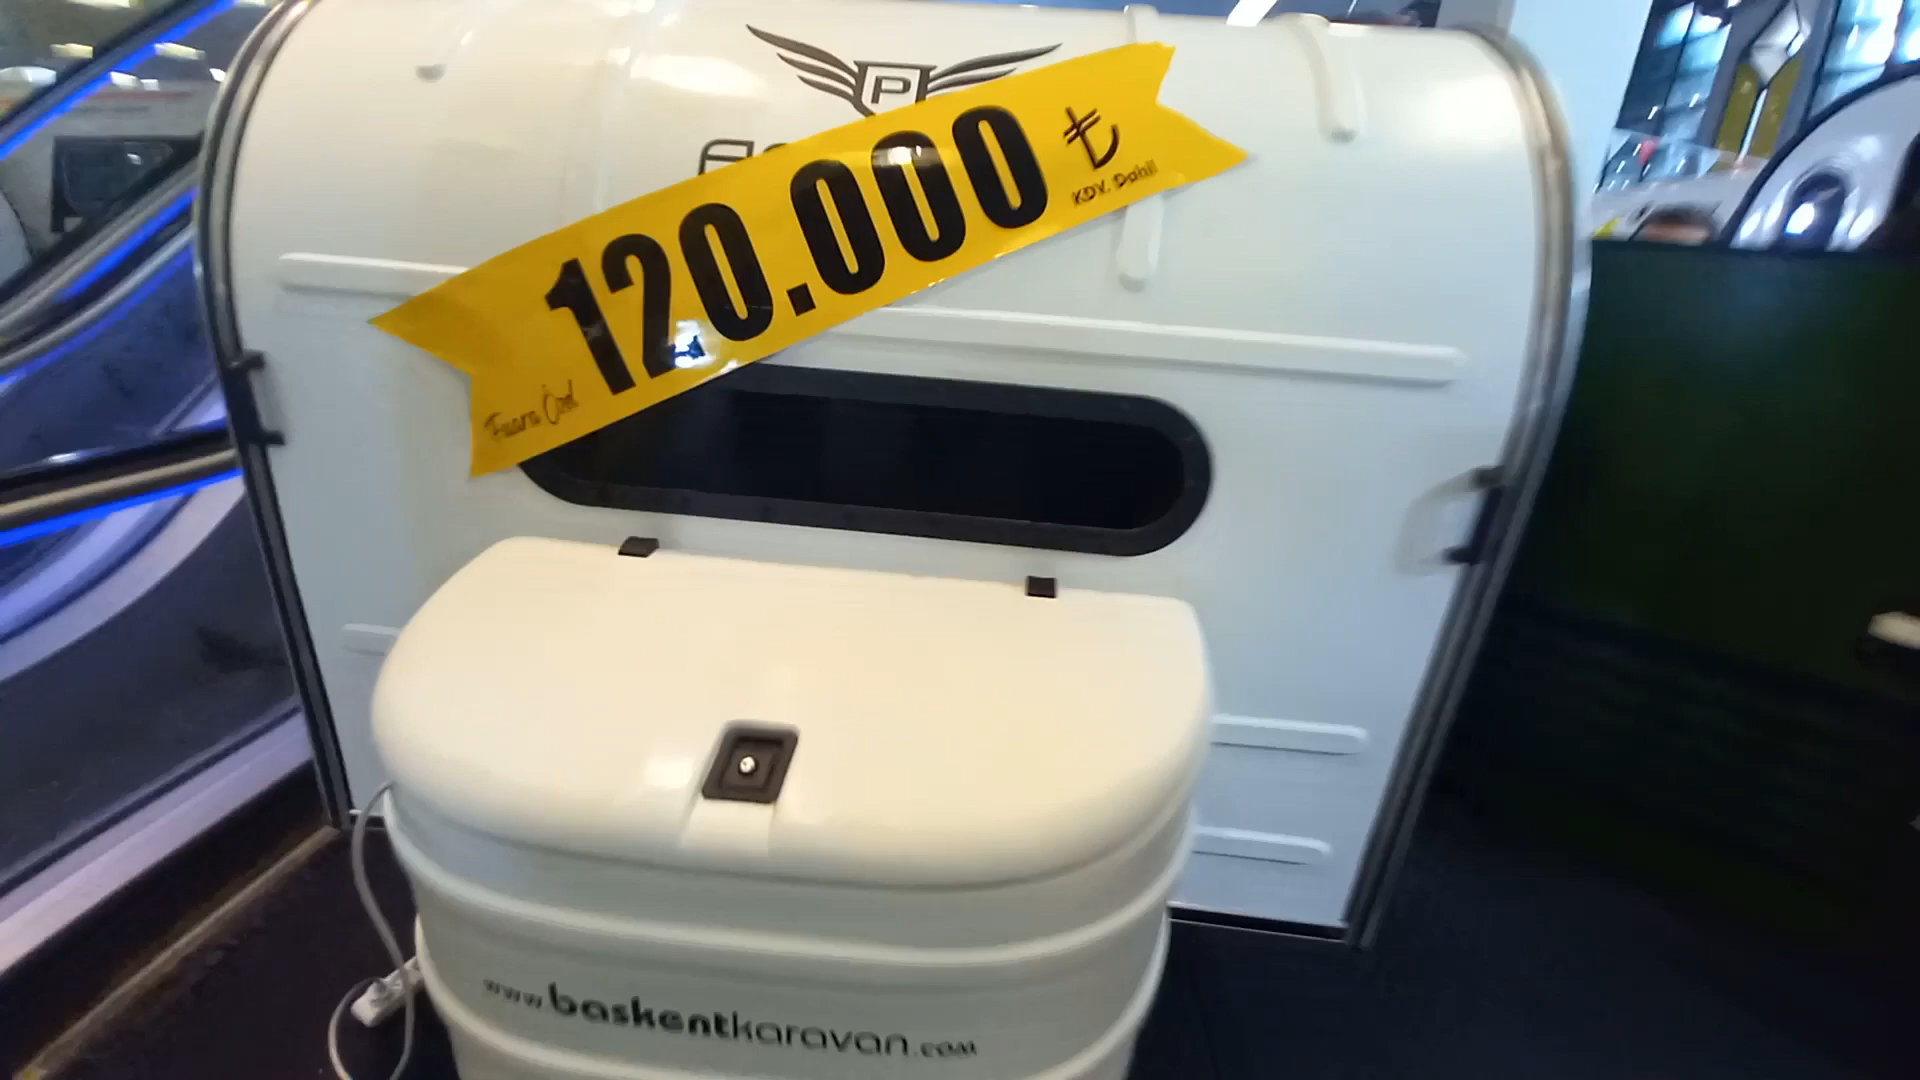 P
120.000 ₺
KDV. Dahil
Fuara Özel
www.baskentkaravan.com